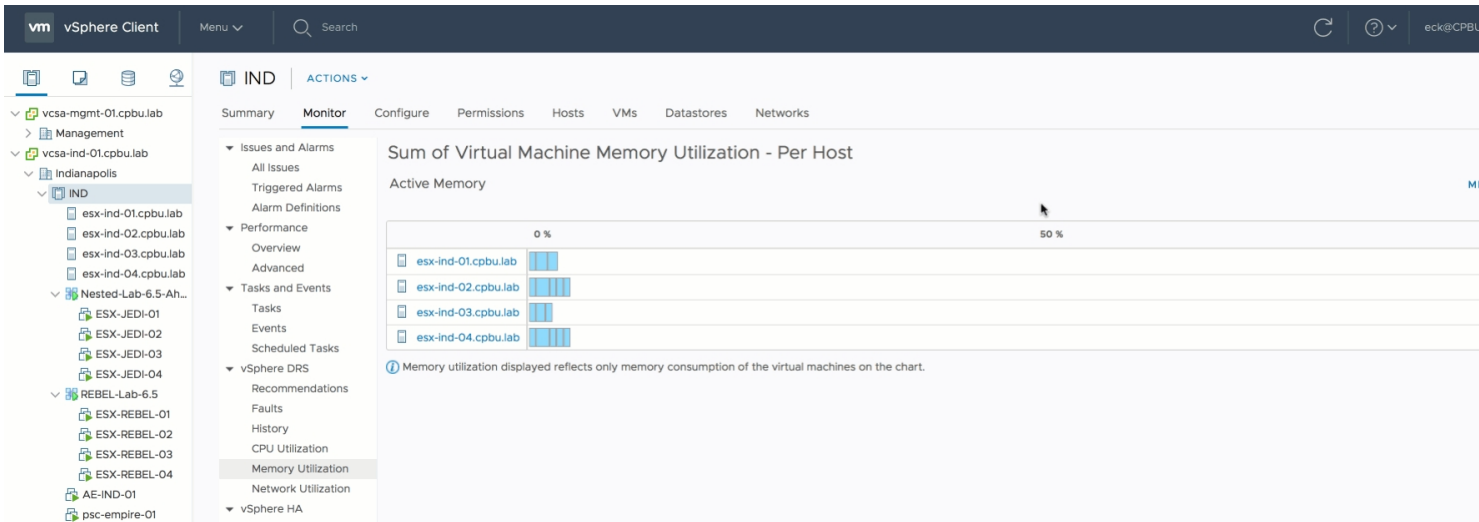 vm vSphere Client Menu Search eck@CPBU
IND ACTIONS
Summary Monitor Configure Permissions Hosts VMs Datastores Networks
vcsa-mgmt-01.cpbu.lab
Management
vcsa-ind-01.cpbu.lab
Indianapolis
IND
esx-ind-01.cpbu.lab
esx-ind-02.cpbu.lab
esx-ind-03.cpbu.lab
esx-ind-04.cpbu.lab
Nested-Lab-6.5-Ah...
ESX-JEDI-01
ESX-JEDI-02
ESX-JEDI-03
ESX-JEDI-04
REBEL-Lab-6.5
ESX-REBEL-01
ESX-REBEL-02
ESX-REBEL-03
ESX-REBEL-04
AE-IND-01
psc-empire-01
Issues and Alarms
All Issues
Triggered Alarms
Alarm Definitions
Performance
Overview
Advanced
Tasks and Events
Tasks
Events
Scheduled Tasks
vSphere DRS
Recommendations
Faults
History
CPU Utilization
Memory Utilization
Network Utilization
vSphere HA
Sum of Virtual Machine Memory Utilization - Per Host
Active Memory
0 % 50 %
esx-ind-01.cpbu.lab
esx-ind-02.cpbu.lab
esx-ind-03.cpbu.lab
esx-ind-04.cpbu.lab
Memory utilization displayed reflects only memory consumption of the virtual machines on the chart.